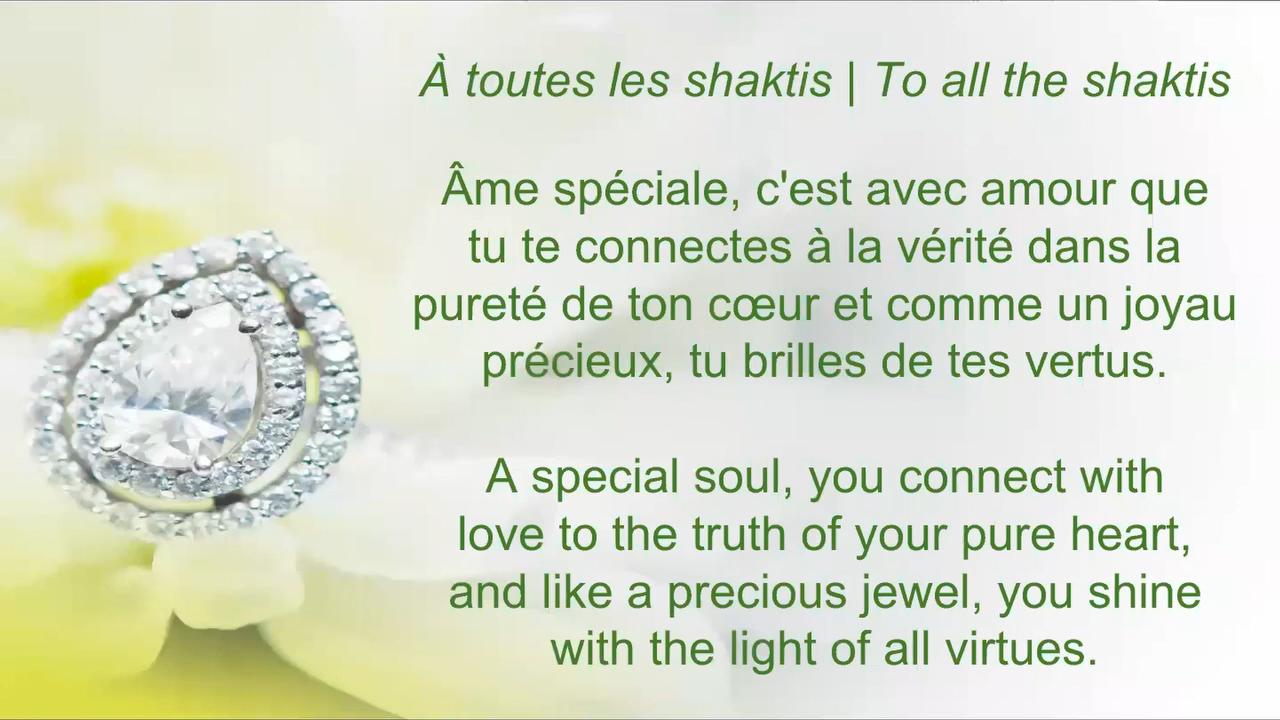 À toutes les shaktis | To all the shaktis
Âme spéciale, c'est avec amour que
tu te connectes à la vérité dans la
pureté de ton cœur et comme un joyau
précieux, tu brilles de tes vertus.
A special soul, you connect with
love to the truth of your pure heart,
and like a precious jewel, you shine
with the light of all virtues.